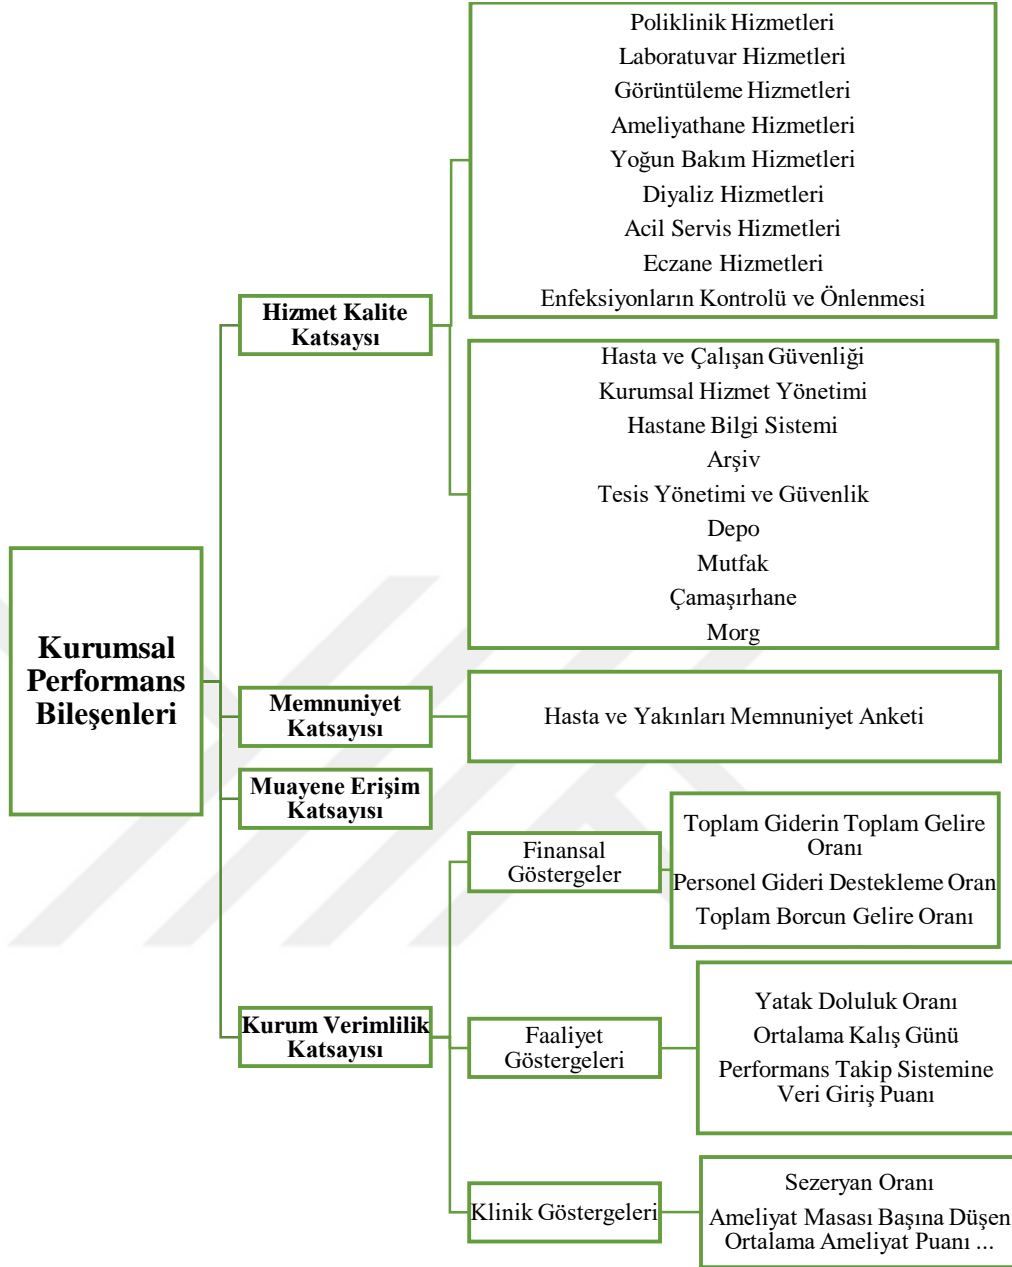 Kurumsal
Performans
Bileşenleri
Hizmet Kalite
Katsaysı
Poliklinik Hizmetleri
Laboratuvar Hizmetleri
Görüntüleme Hizmetleri
Ameliyathane Hizmetleri
Yoğun Bakım Hizmetleri
Diyaliz Hizmetleri
Acil Servis Hizmetleri
Eczane Hizmetleri
Enfeksiyonların Kontrolü ve Önlenmesi
Hasta ve Çalışan Güvenliği
Kurumsal Hizmet Yönetimi
Hastane Bilgi Sistemi
Arşiv
Tesis Yönetimi ve Güvenlik
Depo
Mutfak
Çamaşırhane
Morg
Memnuniyet
Katsayısı
Hasta ve Yakınları Memnuniyet Anketi
Muayene Erişim
Katsayısı
Kurum Verimlilik
Katsayısı
Finansal
Göstergeler
Toplam Giderin Toplam Gelire
Oranı
Personel Gideri Destekleme Oran
Toplam Borcun Gelire Oranı
Faaliyet
Göstergeleri
Yatak Doluluk Oranı
Ortalama Kalış Günü
Performans Takip Sistemine
Veri Giriş Puanı
Klinik Göstergeleri
Sezeryan Oranı
Ameliyat Masası Başına Düşen
Ortalama Ameliyat Puanı ...